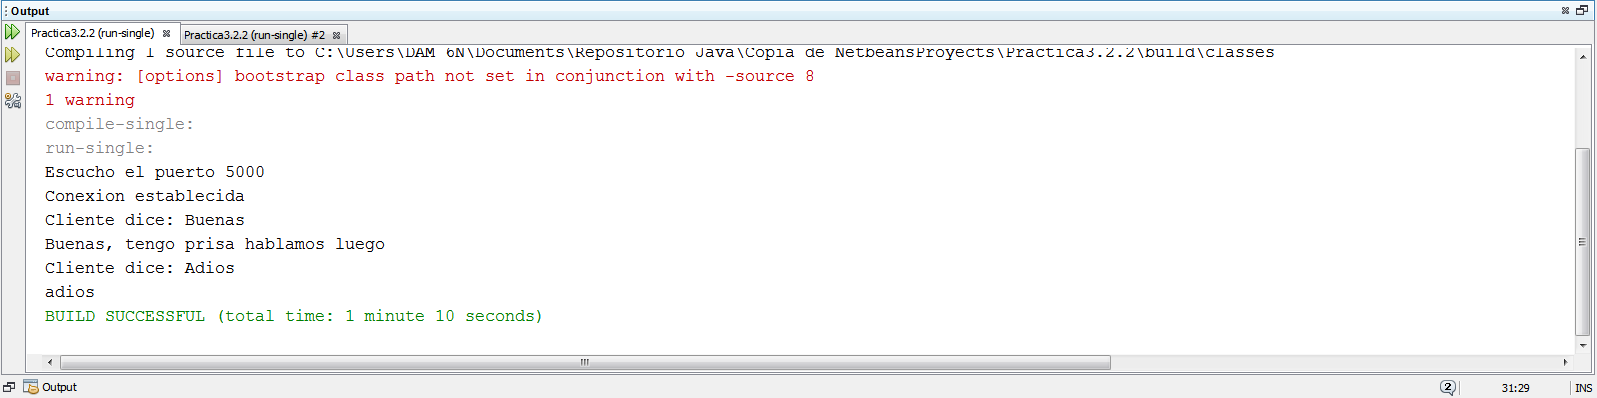 Output
Practica3.2.2 (run-single)
Practica3.2.2 (run-single) #2
Compiling 1 source file to C:\Users\DAM 6N\Documents\Repositorio Java\Copia de NetbeansProyects\Practica3.2.2\build\classes
warning: [options] bootstrap class path not set in conjunction with -source 8
1 warning
compile-single:
run-single:
Escucho el puerto 5000
Conexion establecida
Cliente dice: Buenas
Buenas, tengo prisa hablamos luego
Cliente dice: Adios
adios
BUILD SUCCESSFUL (total time: 1 minute 10 seconds)
Output
2
31:29
INS